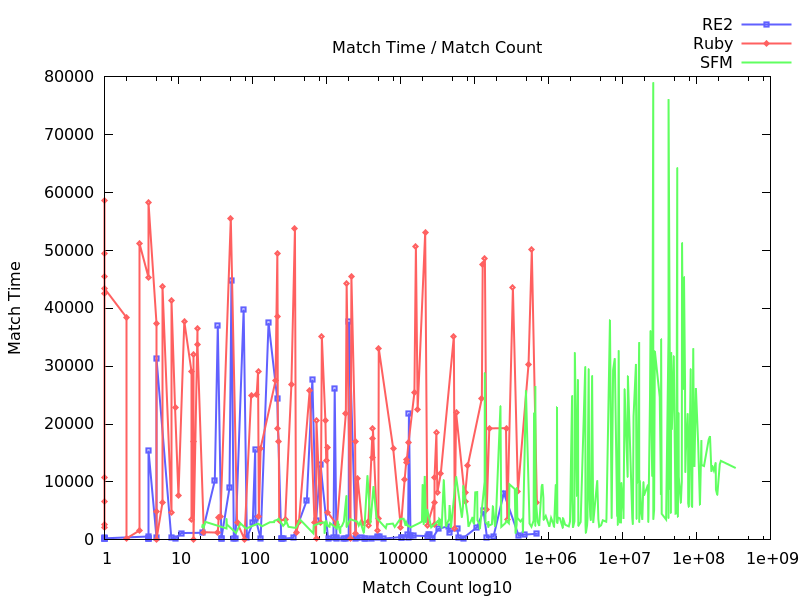 RE2
Match Time / Match Count
Ruby
SFM
80000
70000
60000
50000
40000
30000
20000
10000
0
Match Time
1 10 100 1000 10000 100000 1e+06 1e+07 1e+08 1e+09
Match Count log10